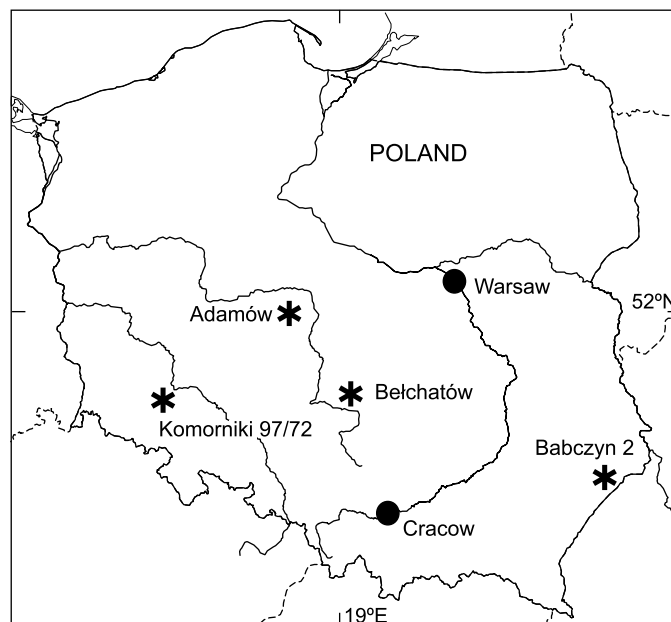 POLAND
Warsaw
52ºN
Adamów
Bełchatów
Komorniki 97/72
Babczyn 2
Cracow
19ºE